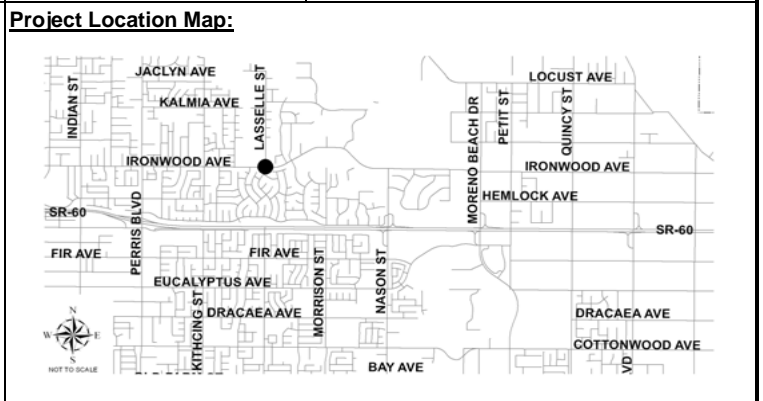 Project Location Map:
JACLYN AVE
LOCUST AVE
INDIAN ST
KALMIA AVE
LASSELLE ST
MORENO BEACH DR
PETIT ST
QUINCY ST
IRONWOOD AVE
IRONWOOD AVE
HEMLOCK AVE
SR-60
SR-60
PERRIS BLVD
FIR AVE
FIR AVE
MORRISON ST
NASON ST
EUCALYPTUS AVE
KITHCING ST
DRACAEA AVE
DRACAEA AVE
COTTONWOOD AVE
N
W E
S
NOT TO SCALE
BAY AVE
VD